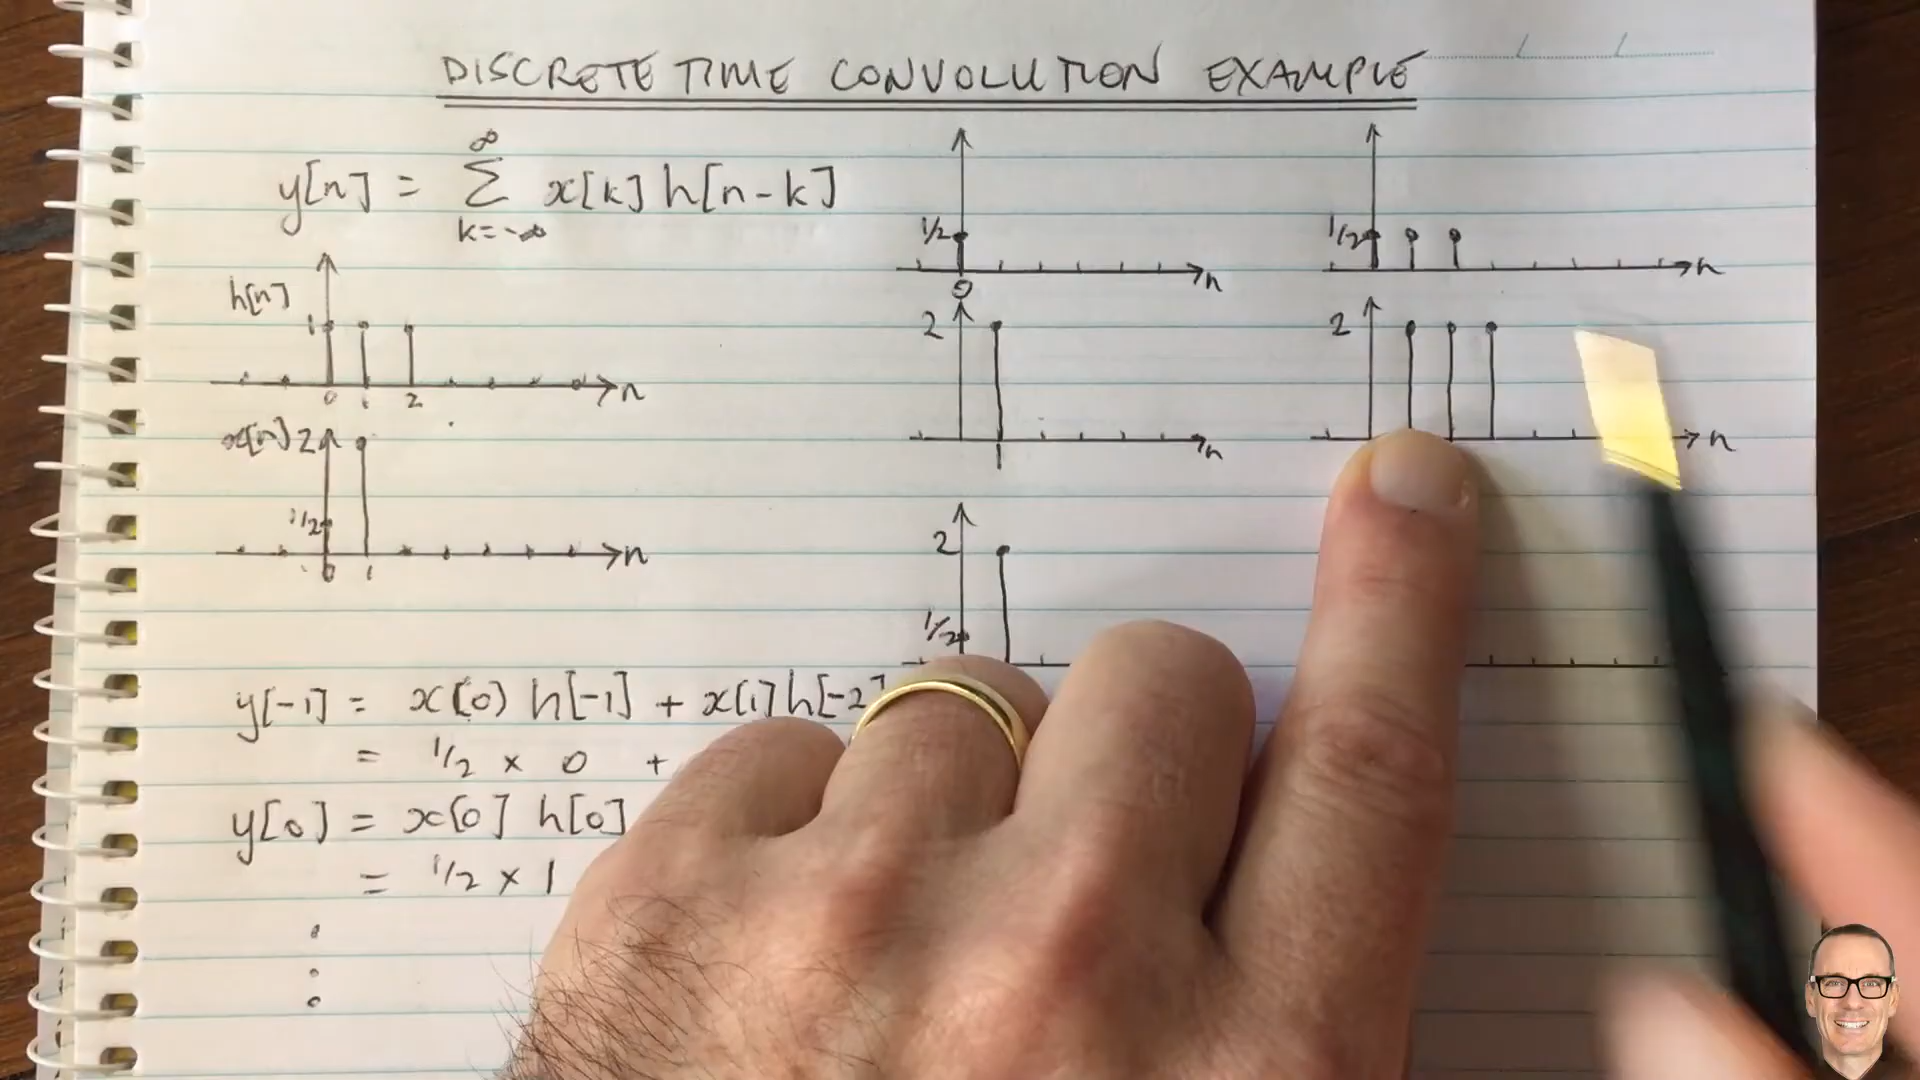 DISCRETE TIME CONVOLUTION EXAMPLE
y[n] = ∞ Σ k=-∞ x[k] h[n-k]
h[n]
1
0 1 2
n
x[n] 2
1/2
0 1
n
y[-1] = x[0] h[-1] + x[1] h[-2]
= 1/2 × 0 +
y[0] = x[0] h[0]
= 1/2 × 1
1/2
0
n
2
1
n
2
1/2
1/2
n
2
n